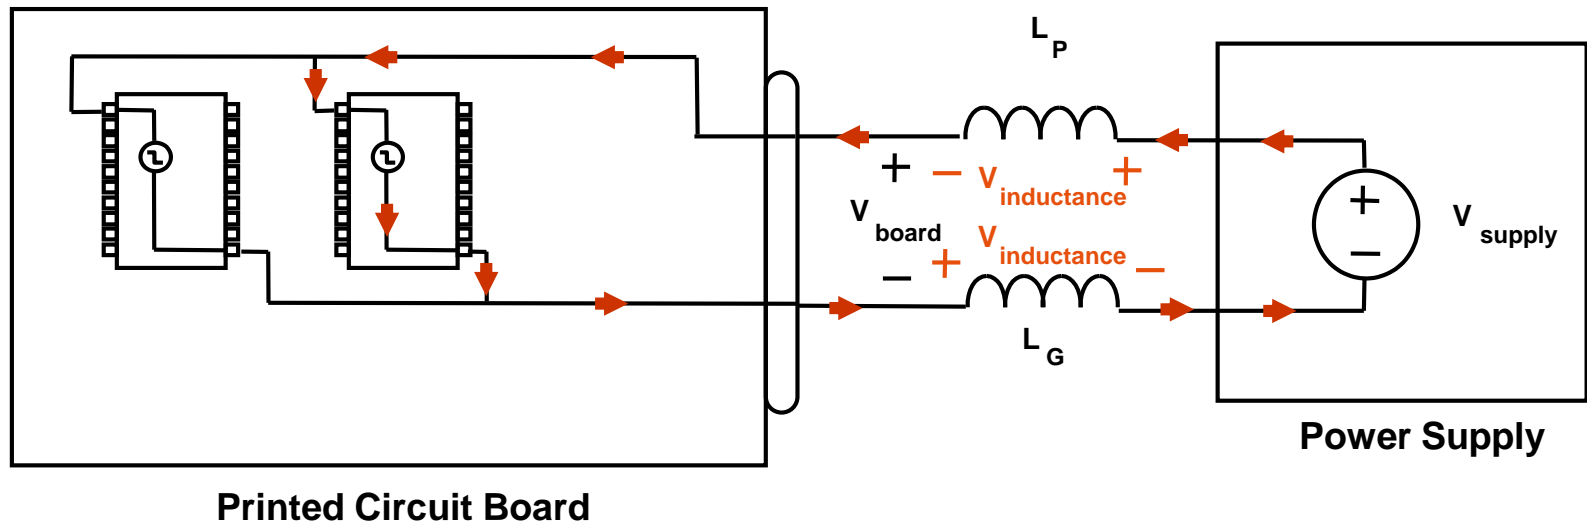 L P
+ − V inductance +
V board
V inductance
+ −
−
L G
+
−
V supply
Power Supply
Printed Circuit Board